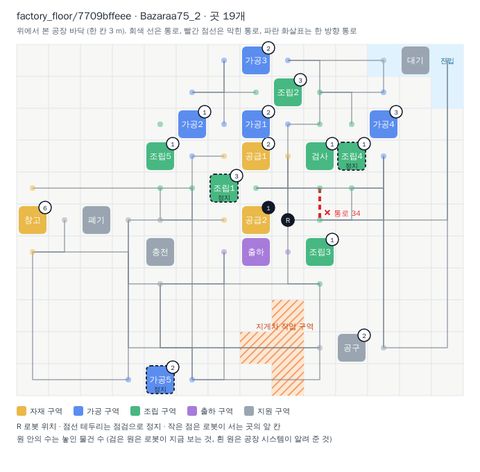 factory_floor/7709bffeee · Bazaraa75_2 · 곳 19개
위에서 본 공장 바닥 (한 칸 3 m). 회색 선은 통로, 빨간 점선은 막힌 통로, 파란 화살표는 한 방향 통로
가공3 2
대기
진입
조립2 3
가공2 1
가공1 2
가공4 3
조립5 1
공급1 2
검사 1
조립4 1
정지
조립1 3
정지
창고 6
폐기
공급2 1
R
✖ 통로 34
충전
출하
조립3 1
지게차 작업 구역
공구 2
가공5 2
정지
자재 구역 가공 구역 조립 구역 출하 구역 지원 구역
R 로봇 위치 · 점선 테두리는 점검으로 정지 · 작은 점은 로봇이 서는 곳의 앞 칸
원 안의 수는 놓인 물건 수 (검은 원은 로봇이 지금 보는 것, 흰 원은 공장 시스템이 알려 준 것)